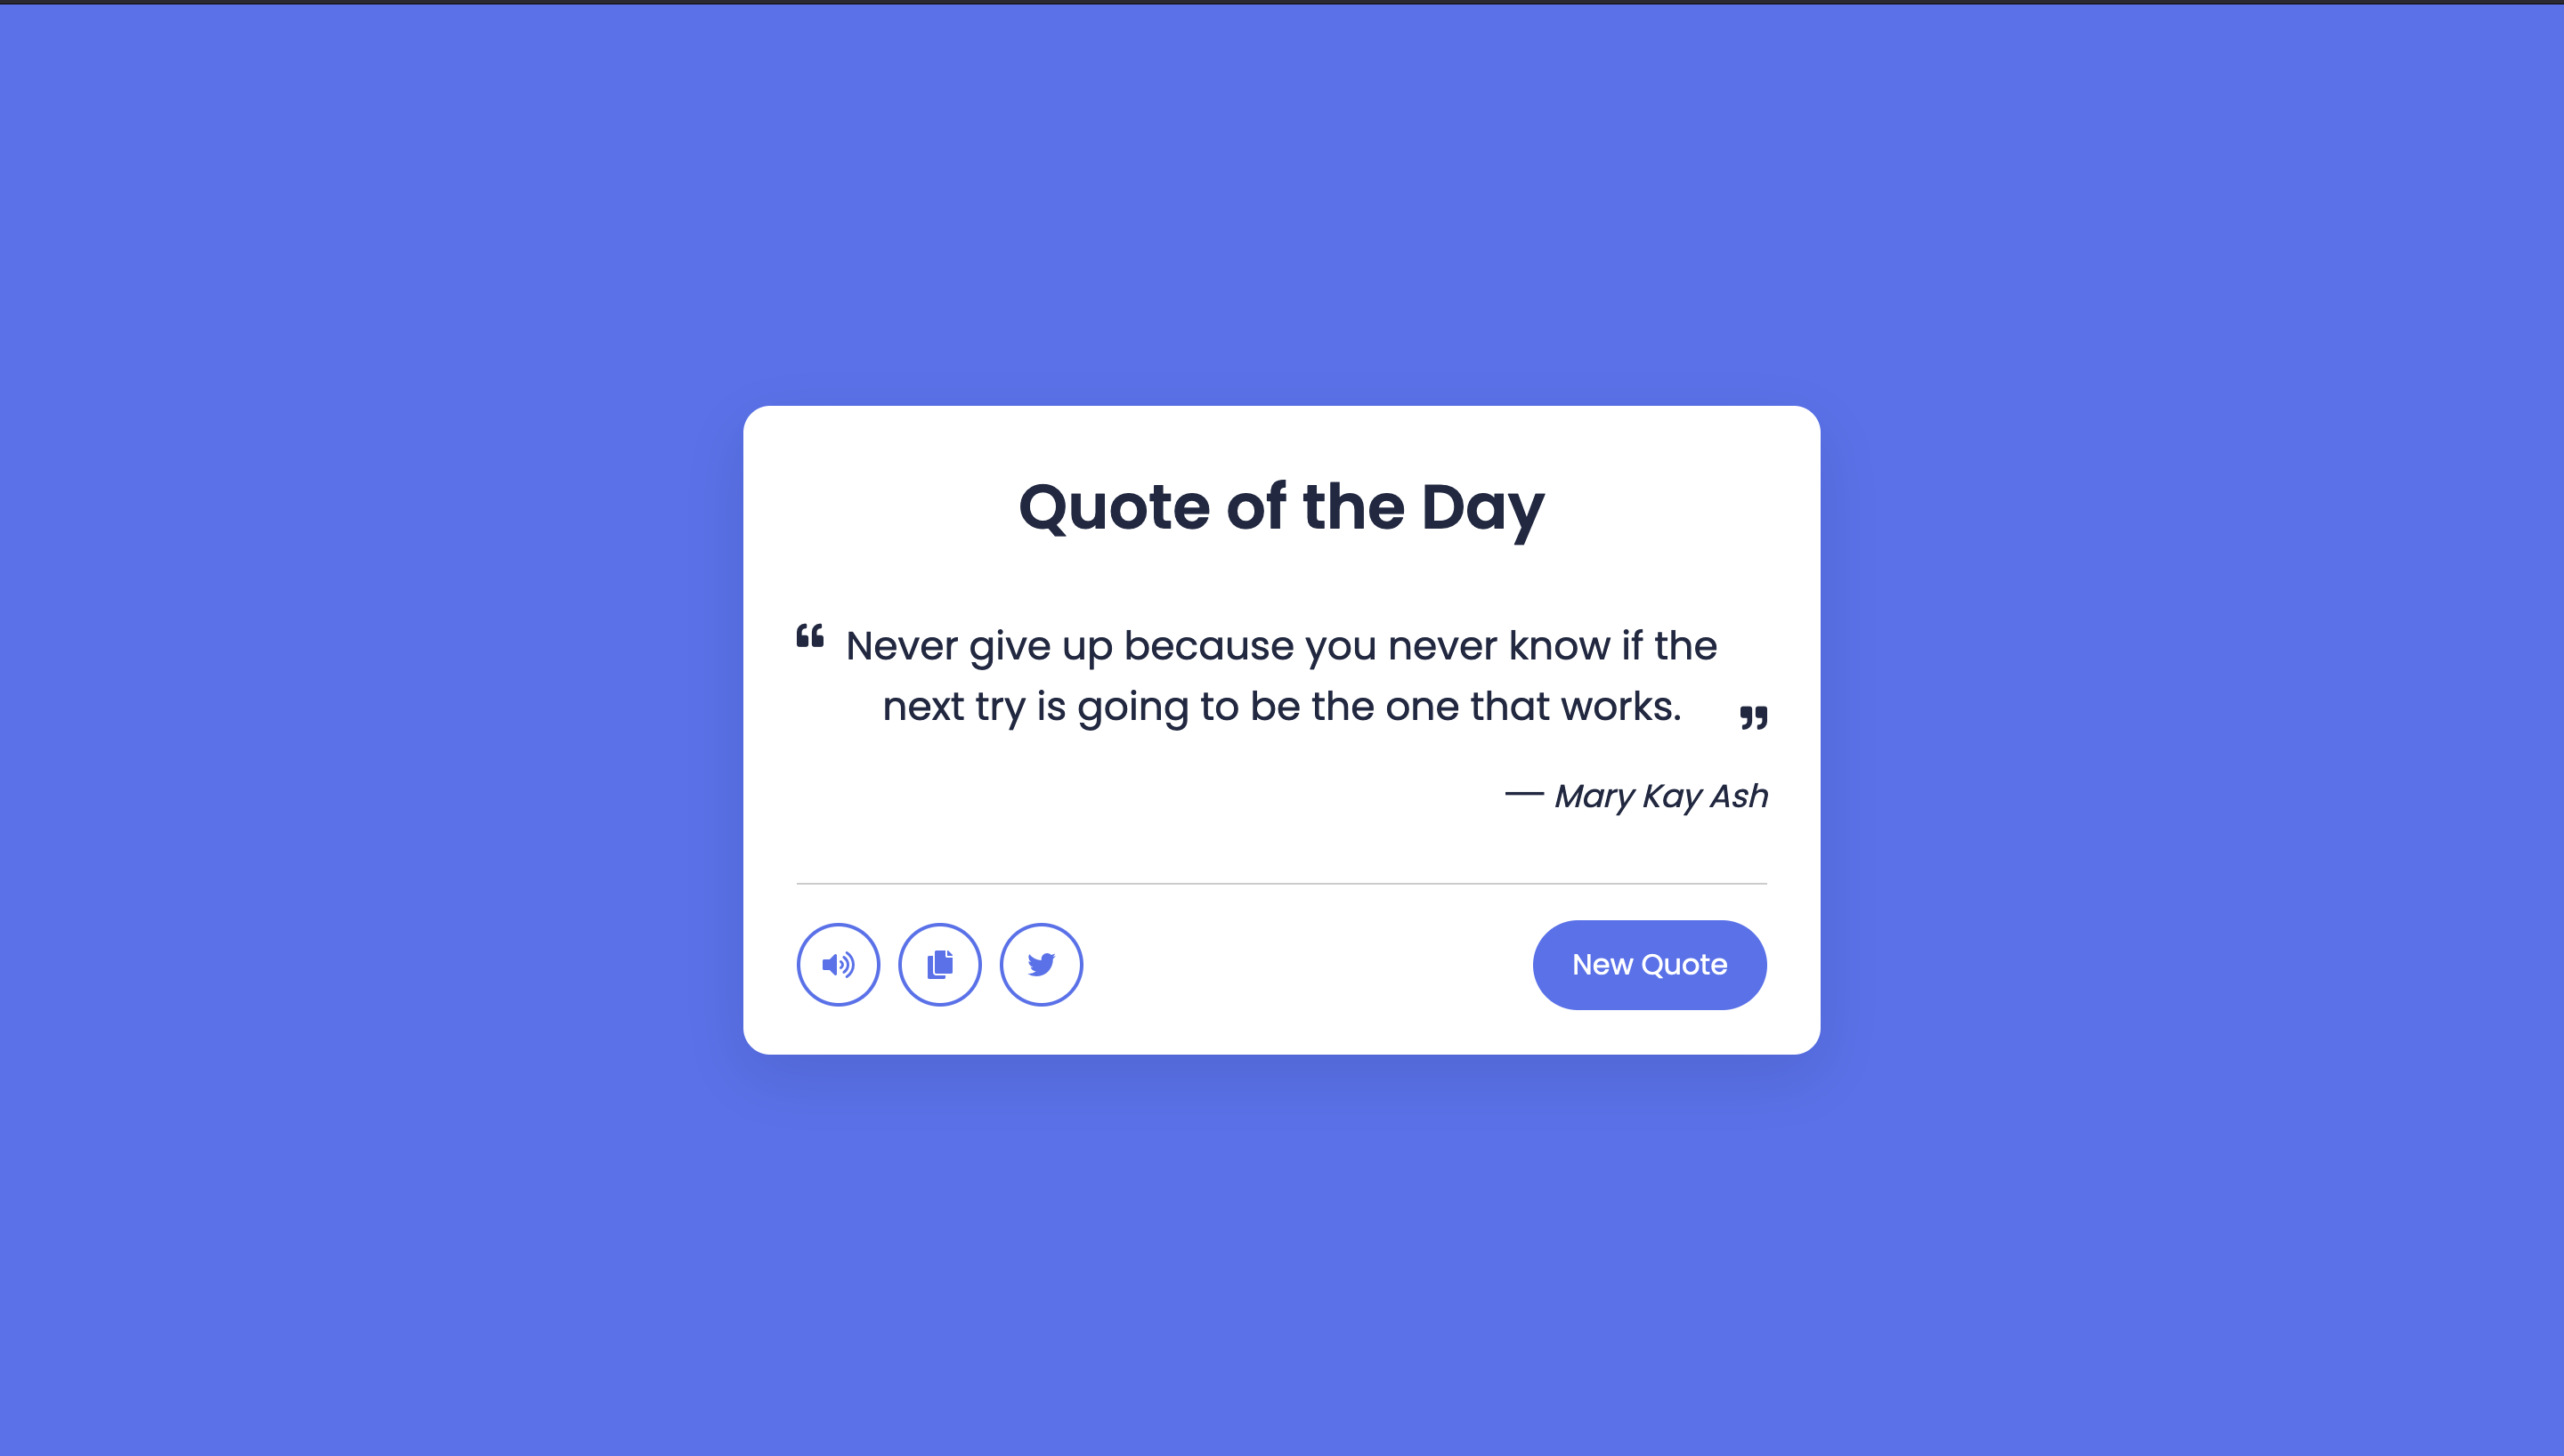 Quote of the Day
“ Never give up because you never know if the
next try is going to be the one that works. ”
— Mary Kay Ash
New Quote